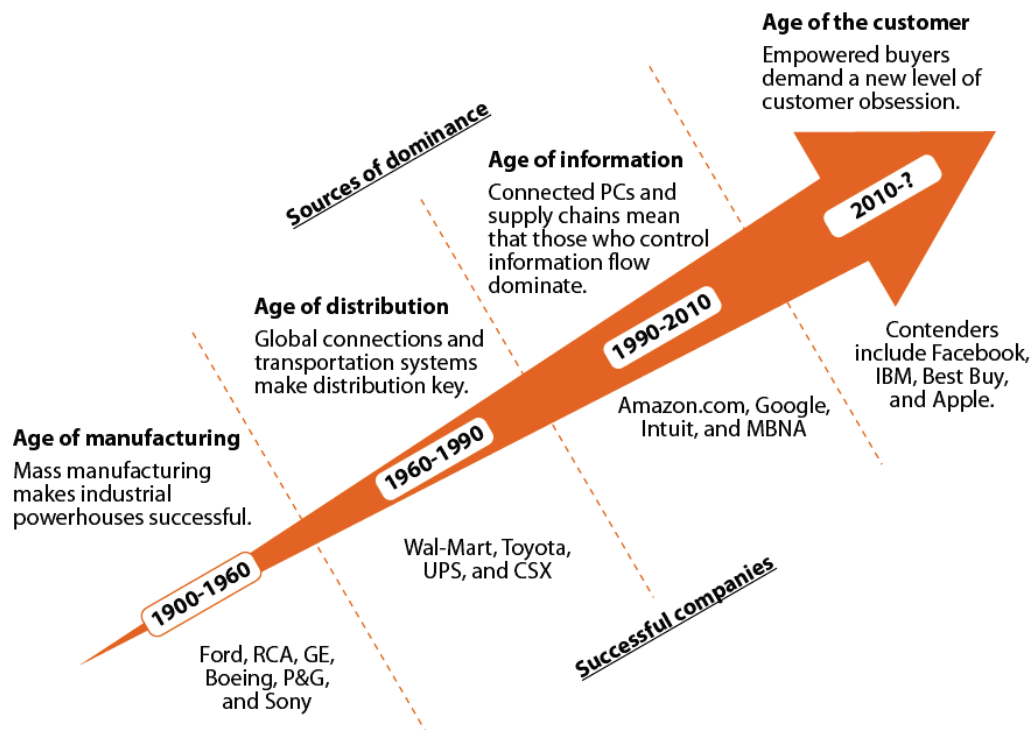 Age of the customer
Empowered buyers
demand a new level of
customer obsession.
Sources of dominance
Age of information
Connected PCs and
supply chains mean
that those who control
information flow
dominate.
2010-?
Age of distribution
Global connections and
transportation systems
make distribution key.
1990-2010
Contenders
include Facebook,
IBM, Best Buy,
and Apple.
Amazon.com, Google,
Intuit, and MBNA
Age of manufacturing
Mass manufacturing
makes industrial
powerhouses successful.
1960-1990
Wal-Mart, Toyota,
UPS, and CSX
Successful companies
1900-1960
Ford, RCA, GE,
Boeing, P&G,
and Sony